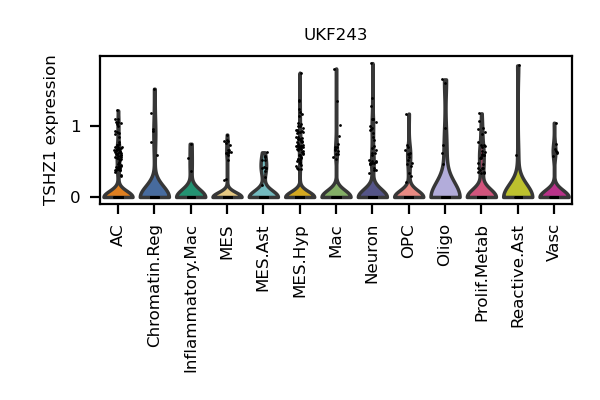 UKF243
TSHZ1 expression
1
0
AC
Chromatin.Reg
Inflammatory.Mac
MES
MES.Ast
MES.Hyp
Mac
Neuron
OPC
Oligo
Prolif.Metab
Reactive.Ast
Vasc